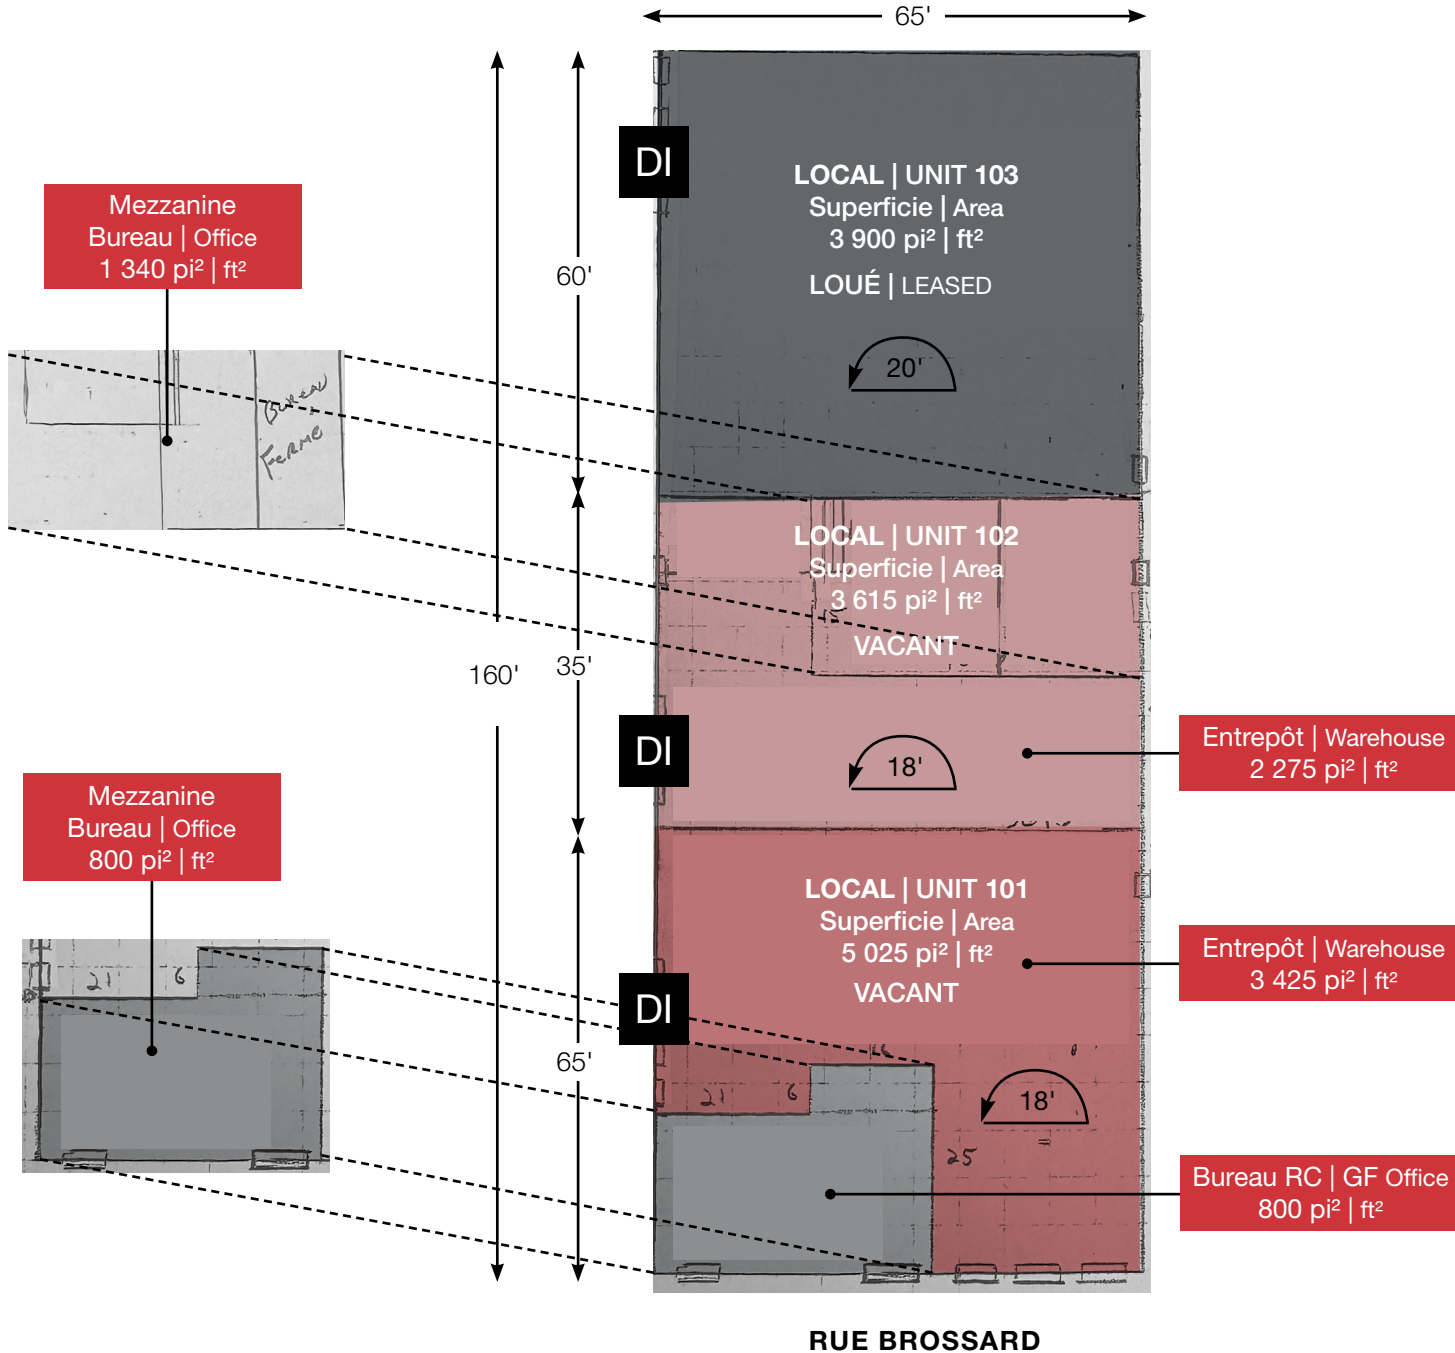 65'
DI
LOCAL | UNIT 103
Superficie | Area
3 900 pi² | ft²
LOUÉ | LEASED
20'
60'
Mezzanine
Bureau | Office
1 340 pi² | ft²
BUREAU
FERMÉ
LOCAL | UNIT 102
Superficie | Area
3 615 pi² | ft²
VACANT
160'
35'
DI
18'
Entrepôt | Warehouse
2 275 pi² | ft²
Mezzanine
Bureau | Office
800 pi² | ft²
LOCAL | UNIT 101
Superficie | Area
5 025 pi² | ft²
VACANT
Entrepôt | Warehouse
3 425 pi² | ft²
21 6
DI
65'
21 6
18'
25
Bureau RC | GF Office
800 pi² | ft²
RUE BROSSARD